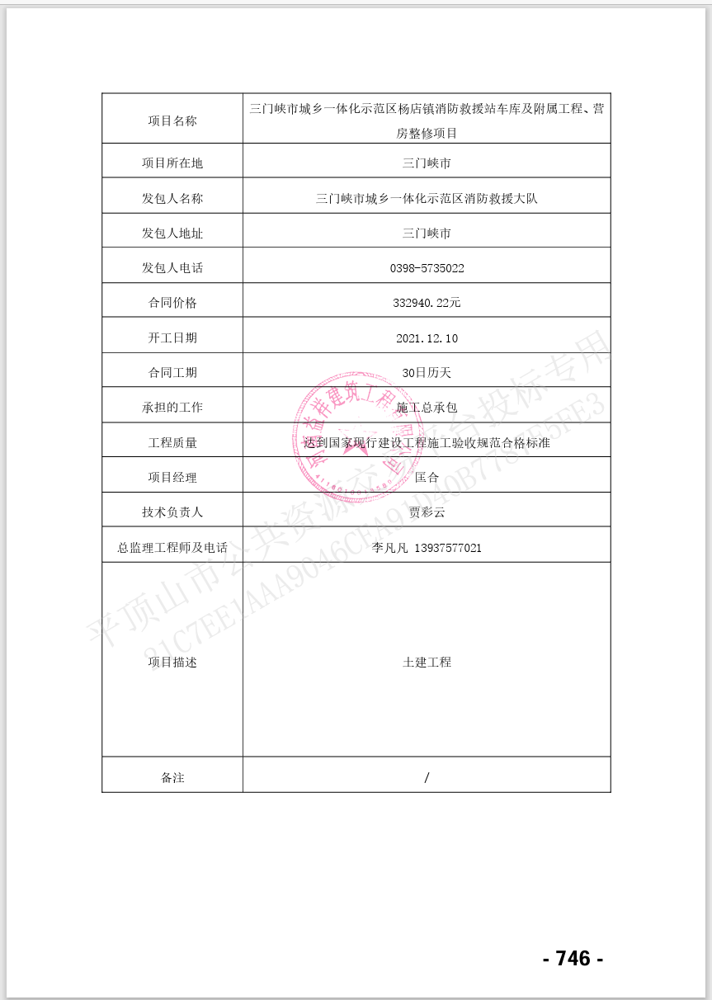 项目名称
三门峡市城乡一体化示范区杨店镇消防救援站车库及附属工程、营
房整修项目
项目所在地 三门峡市
发包人名称 三门峡市城乡一体化示范区消防救援大队
发包人地址 三门峡市
发包人电话 0398-5735022
合同价格 332940.22元
开工日期 2021.12.10
合同工期 30日历天
承担的工作 施工总承包
工程质量 达到国家现行建设工程施工验收规范合格标准
项目经理 匡合
技术负责人 贾彩云
总监理工程师及电话 李凡凡 13937577021
项目描述 土建工程
备注 /
河南益祥建筑工程有限公司
平顶山市公共资源交易平台投标专用
- 746 -